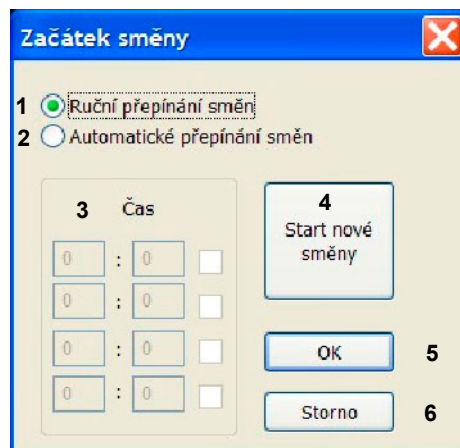 Začátek směny
1 Ruční přepínání směn
2 Automatické přepínání směn
3 Čas
0 : 0
0 : 0
0 : 0
0 : 0
4
Start nové
směny
OK 5
Storno 6